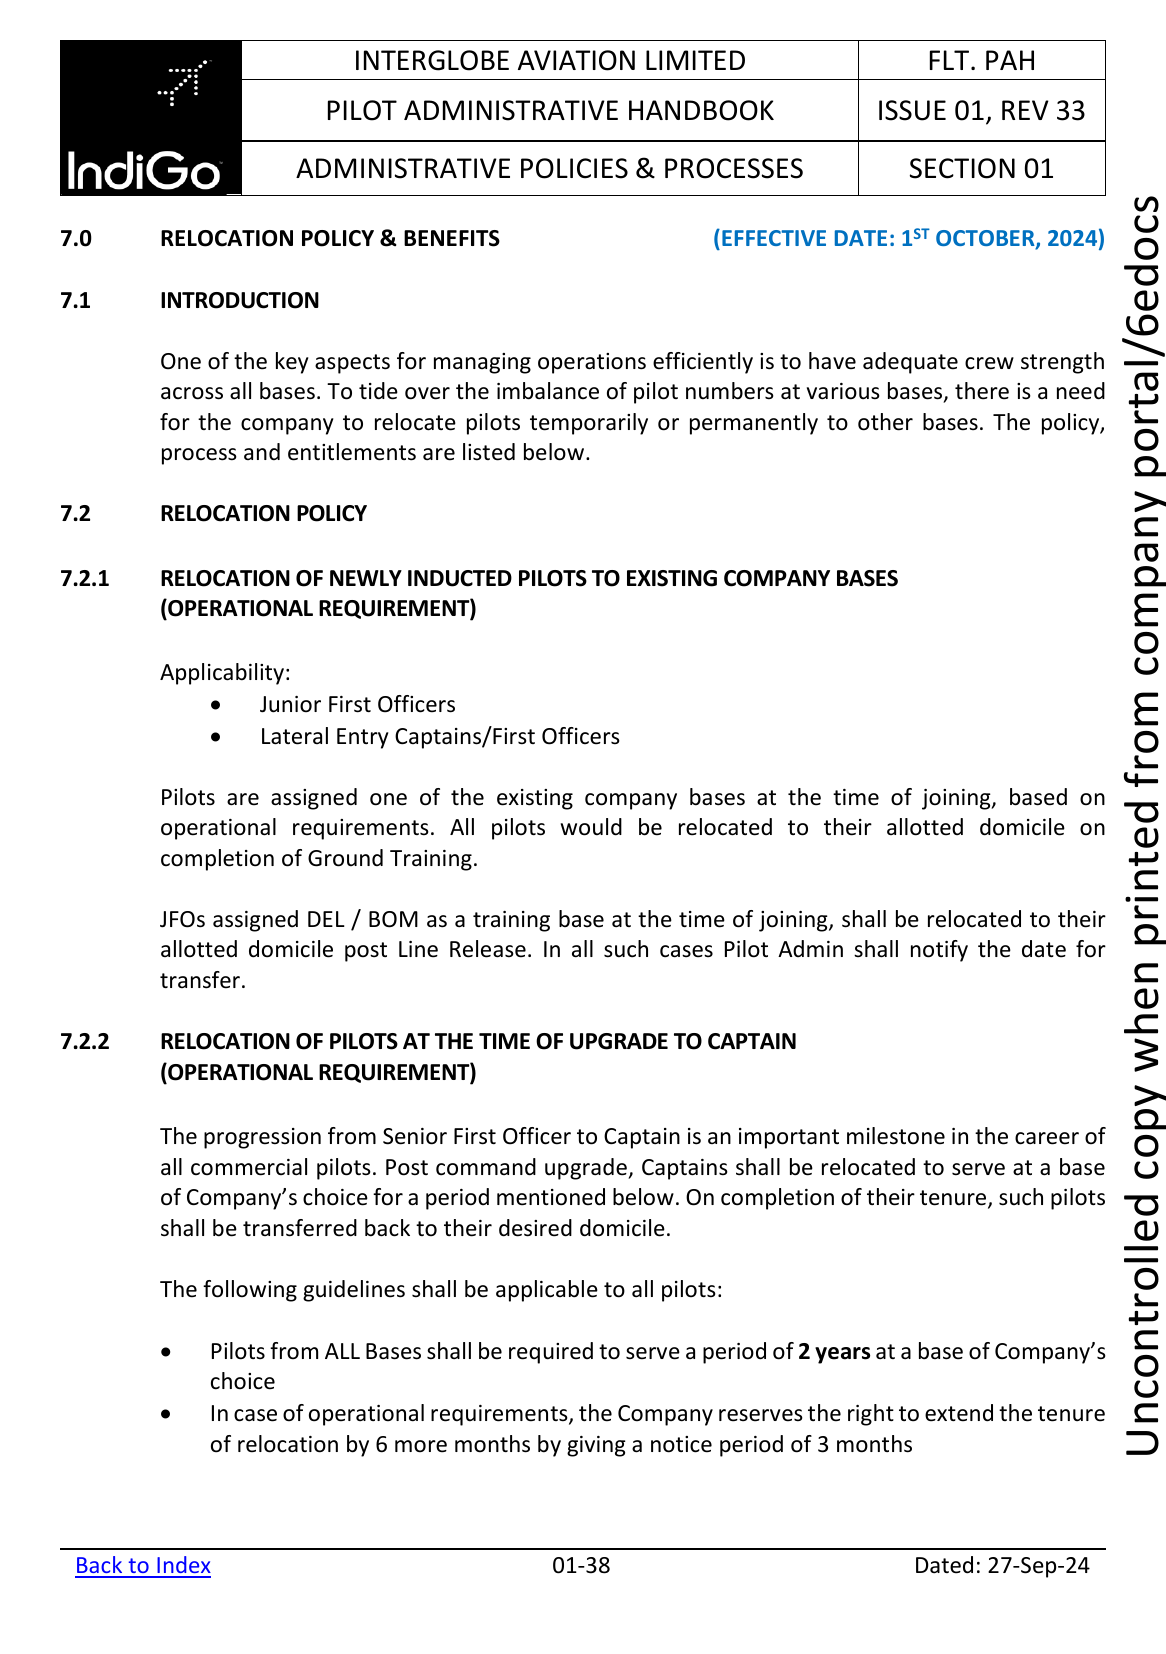 INTERGLOBE AVIATION LIMITED
FLT. PAH
PILOT ADMINISTRATIVE HANDBOOK
ISSUE 01, REV 33
IndiGo
ADMINISTRATIVE POLICIES & PROCESSES
SECTION 01
7.0 RELOCATION POLICY & BENEFITS (EFFECTIVE DATE: 1ST OCTOBER, 2024)
7.1 INTRODUCTION
One of the key aspects for managing operations efficiently is to have adequate crew strength
across all bases. To tide over the imbalance of pilot numbers at various bases, there is a need
for the company to relocate pilots temporarily or permanently to other bases. The policy,
process and entitlements are listed below.
7.2 RELOCATION POLICY
7.2.1 RELOCATION OF NEWLY INDUCTED PILOTS TO EXISTING COMPANY BASES
(OPERATIONAL REQUIREMENT)
Applicability:
• Junior First Officers
• Lateral Entry Captains/First Officers
Pilots are assigned one of the existing company bases at the time of joining, based on
operational requirements. All pilots would be relocated to their allotted domicile on
completion of Ground Training.
JFOs assigned DEL / BOM as a training base at the time of joining, shall be relocated to their
allotted domicile post Line Release. In all such cases Pilot Admin shall notify the date for
transfer.
7.2.2 RELOCATION OF PILOTS AT THE TIME OF UPGRADE TO CAPTAIN
(OPERATIONAL REQUIREMENT)
The progression from Senior First Officer to Captain is an important milestone in the career of
all commercial pilots. Post command upgrade, Captains shall be relocated to serve at a base
of Company’s choice for a period mentioned below. On completion of their tenure, such pilots
shall be transferred back to their desired domicile.
The following guidelines shall be applicable to all pilots:
• Pilots from ALL Bases shall be required to serve a period of 2 years at a base of Company’s
choice
• In case of operational requirements, the Company reserves the right to extend the tenure
of relocation by 6 more months by giving a notice period of 3 months
Back to Index 01-38 Dated: 27-Sep-24
Uncontrolled copy when printed from company portal/6edocs